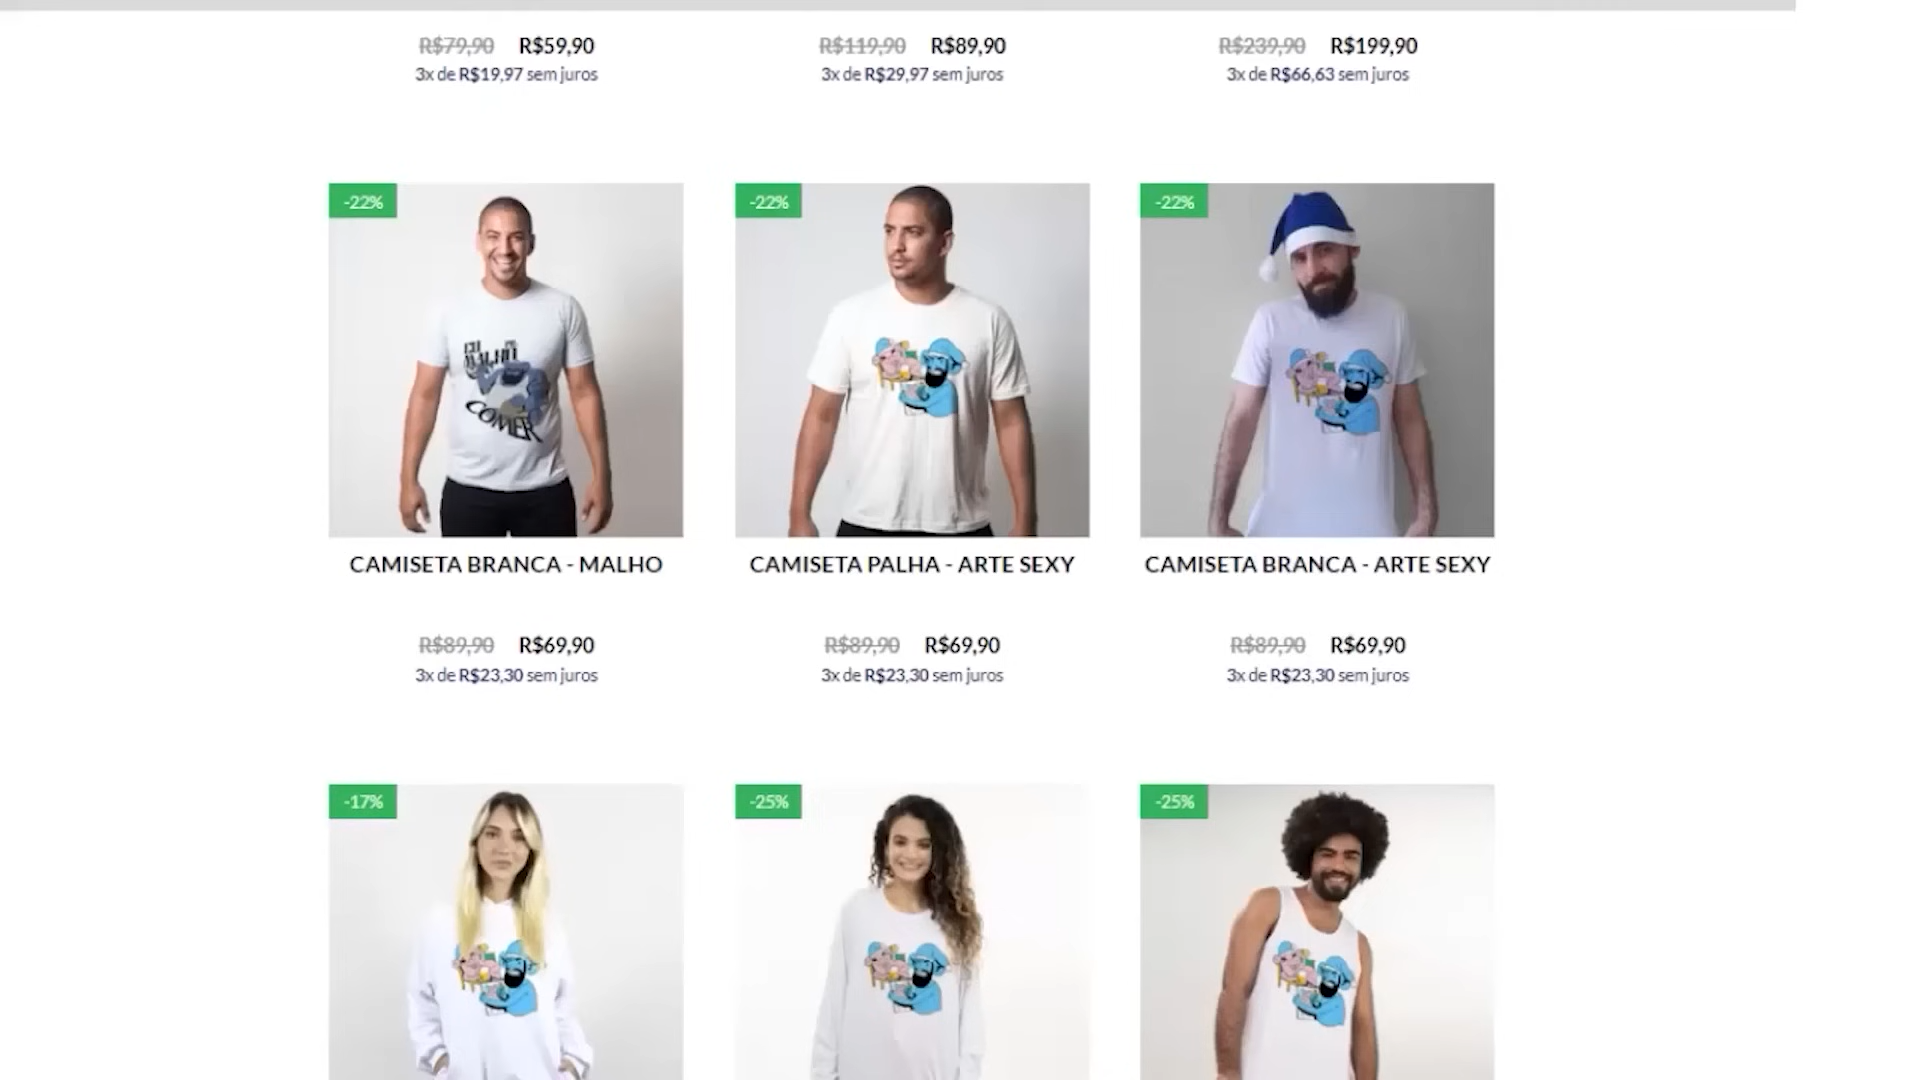 R$79,90 R$59,90
3x de R$19,97 sem juros
R$119,90 R$89,90
3x de R$29,97 sem juros
R$239,90 R$199,90
3x de R$66,63 sem juros
-22%
COMER
CAMISETA BRANCA - MALHO
R$89,90 R$69,90
3x de R$23,30 sem juros
-22%
CAMISETA PALHA - ARTE SEXY
R$89,90 R$69,90
3x de R$23,30 sem juros
-22%
CAMISETA BRANCA - ARTE SEXY
R$89,90 R$69,90
3x de R$23,30 sem juros
-17%
-25%
-25%